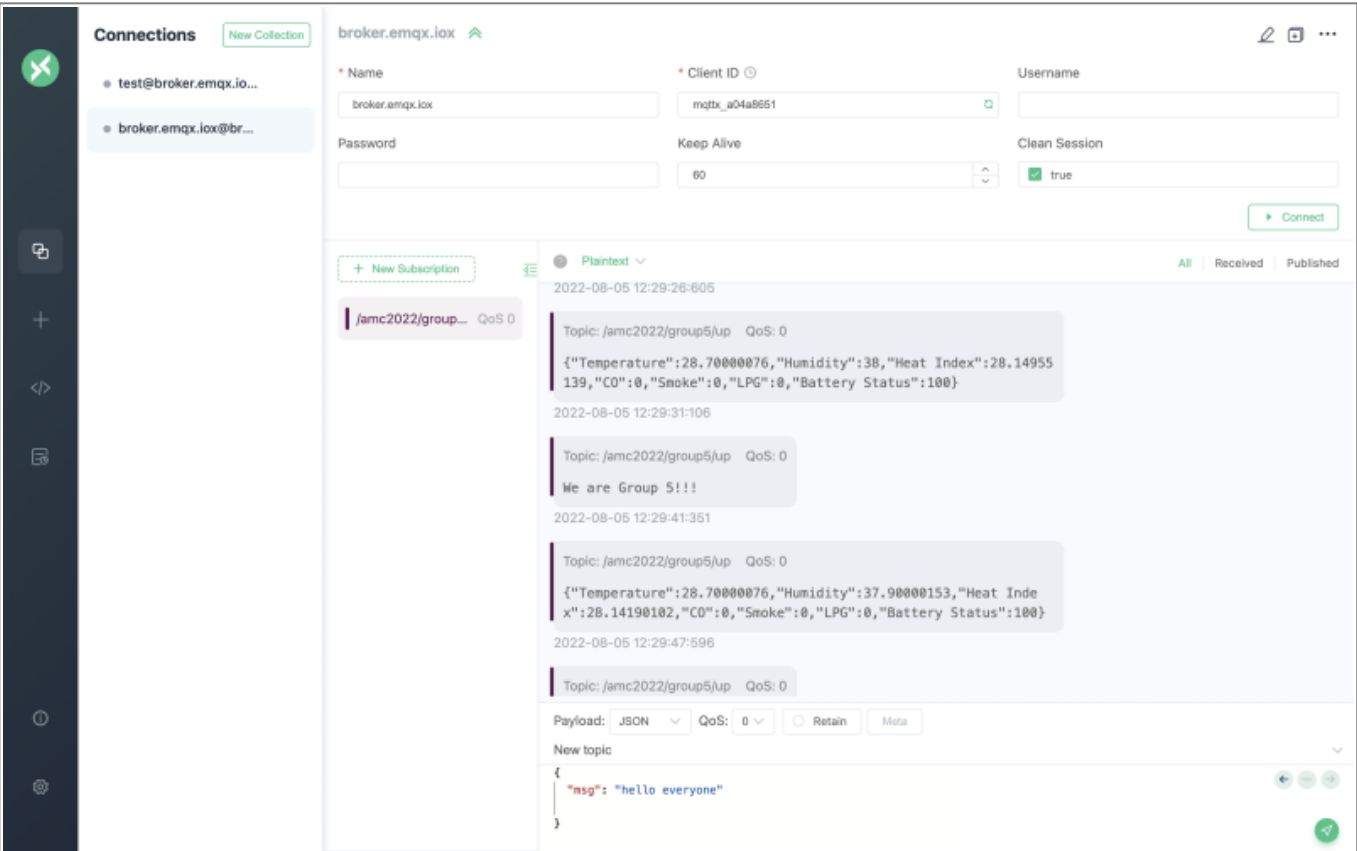 Connections
New Collection
test@broker.emqx.io...
broker.emqx.iox@br...
broker.emqx.iox
* Name
broker.emqx.iox
* Client ID
mqttx_a04a8651
Username
Password
Keep Alive
60
Clean Session
true
Connect
+ New Subscription
/amc2022/group... QoS 0
Plaintext
All
Received
Published
2022-08-05 12:29:26:605
Topic: /amc2022/group5/up QoS: 0
{"Temperature":28.70000076,"Humidity":38,"Heat Index":28.14955
139,"CO":0,"Smoke":0,"LPG":0,"Battery Status":100}
2022-08-05 12:29:31:106
Topic: /amc2022/group5/up QoS: 0
We are Group 5!!!
2022-08-05 12:29:41:351
Topic: /amc2022/group5/up QoS: 0
{"Temperature":28.70000076,"Humidity":37.90000153,"Heat Inde
x":28.14190102,"CO":0,"Smoke":0,"LPG":0,"Battery Status":100}
2022-08-05 12:29:47:596
Topic: /amc2022/group5/up QoS: 0
Payload: JSON QoS: 0 Retain Meta
New topic
{
"msg": "hello everyone"
}